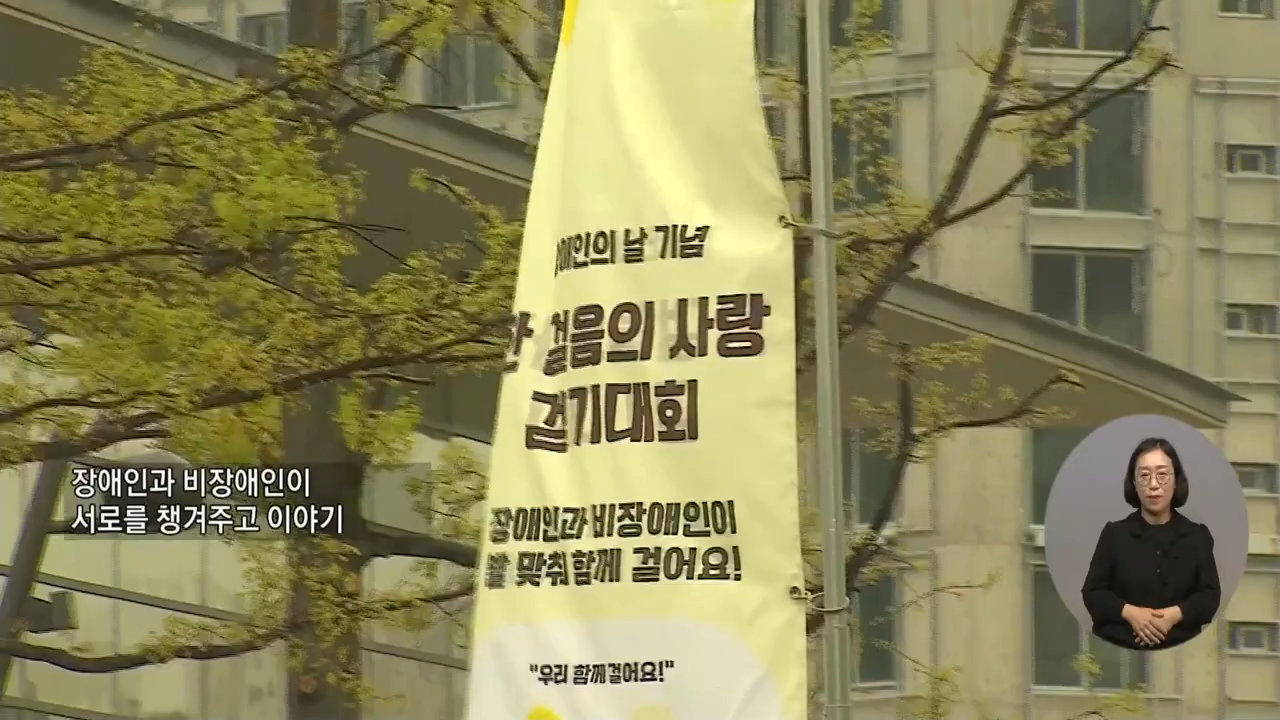 애인의 날 기념
한 걸음의 사랑
걷기대회
장애인과 비장애인이
발 맞춰 함께 걸어요!
"우리 함께 걸어요!"
장애인과 비장애인이
서로를 챙겨주고 이야기